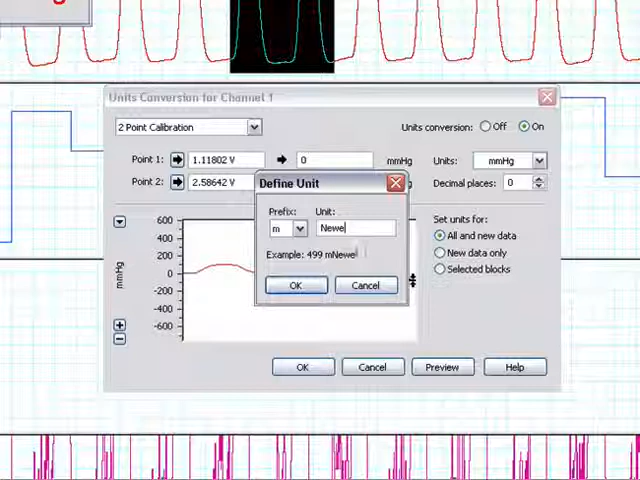 Units Conversion for Channel 1
2 Point Calibration
Units conversion: Off On
Point 1: 1.11802 V 0 mmHg Units: mmHg
Point 2: 2.58642 V Decimal places: 0
Define Unit
Prefix: Unit:
m Newe
Example: 499 mNewe
OK Cancel
600
400
200
0
-200
-400
-600
mmHg
Set units for:
All and new data
New data only
Selected blocks
OK Cancel Preview Help